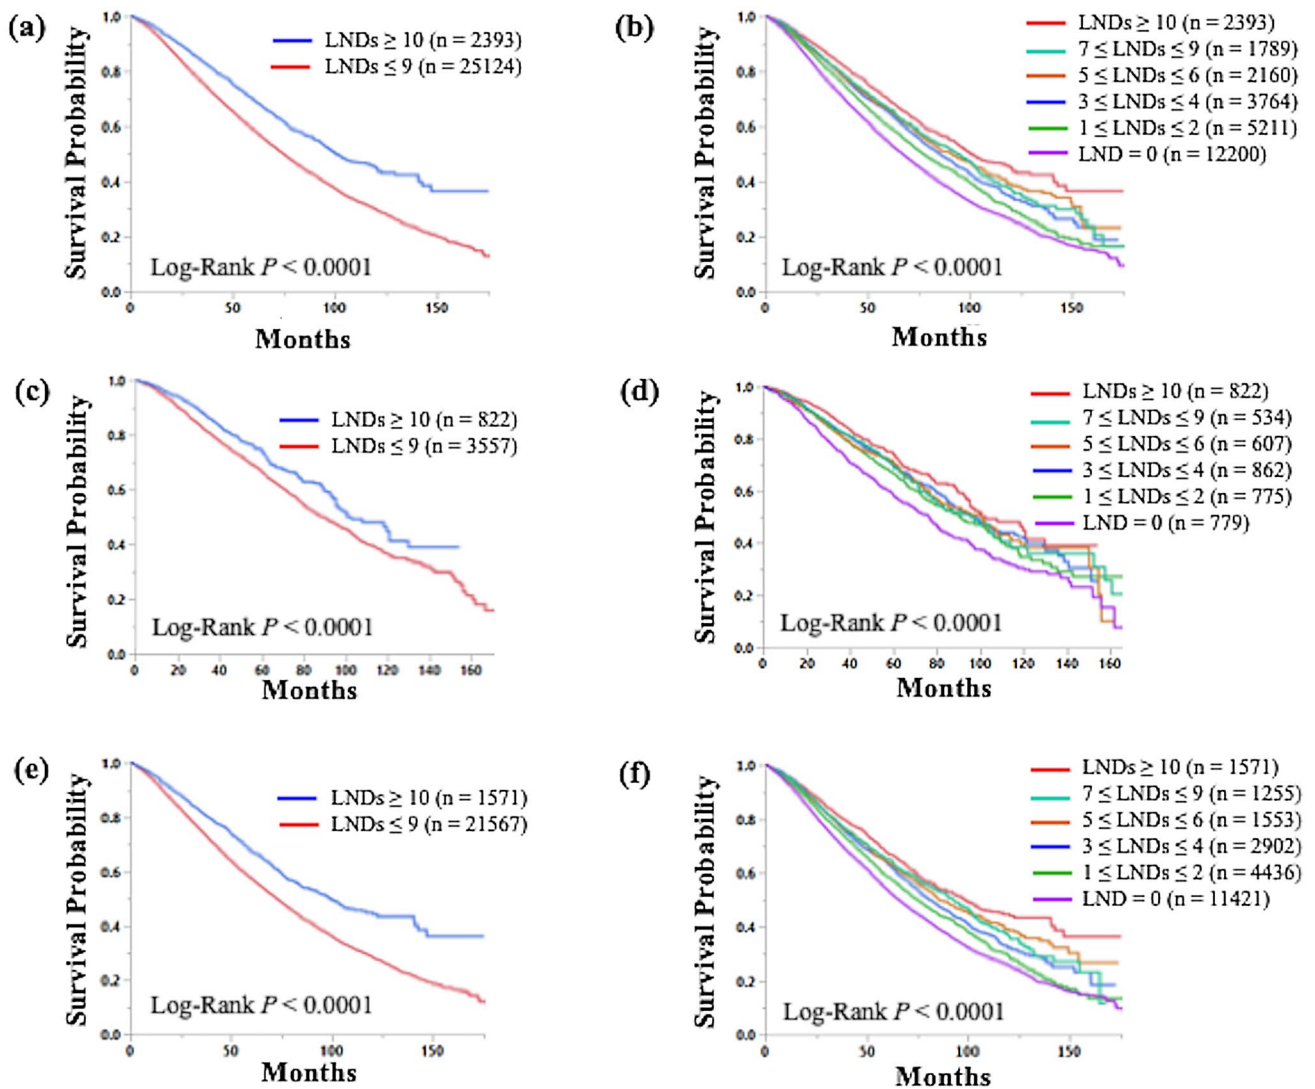 (a)
Survival Probability
1.0
0.8
0.6
0.4
0.2
0.0
LNDs ≥ 10 (n = 2393)
LNDs ≤ 9 (n = 25124)
Log-Rank P < 0.0001
0 50 100 150
Months
(b)
Survival Probability
1.0
0.8
0.6
0.4
0.2
0.0
LNDs ≥ 10 (n = 2393)
7 ≤ LNDs ≤ 9 (n = 1789)
5 ≤ LNDs ≤ 6 (n = 2160)
3 ≤ LNDs ≤ 4 (n = 3764)
1 ≤ LNDs ≤ 2 (n = 5211)
LND = 0 (n = 12200)
Log-Rank P < 0.0001
0 50 100 150
Months
(c)
Survival Probability
1.0
0.8
0.6
0.4
0.2
0.0
LNDs ≥ 10 (n = 822)
LNDs ≤ 9 (n = 3557)
Log-Rank P < 0.0001
0 20 40 60 80 100 120 140 160
Months
(d)
Survival Probability
1.0
0.8
0.6
0.4
0.2
0.0
LNDs ≥ 10 (n = 822)
7 ≤ LNDs ≤ 9 (n = 534)
5 ≤ LNDs ≤ 6 (n = 607)
3 ≤ LNDs ≤ 4 (n = 862)
1 ≤ LNDs ≤ 2 (n = 775)
LND = 0 (n = 779)
Log-Rank P < 0.0001
0 20 40 60 80 100 120 140 160
Months
(e)
Survival Probability
1.0
0.8
0.6
0.4
0.2
0.0
LNDs ≥ 10 (n = 1571)
LNDs ≤ 9 (n = 21567)
Log-Rank P < 0.0001
0 50 100 150
Months
(f)
Survival Probability
1.0
0.8
0.6
0.4
0.2
0.0
LNDs ≥ 10 (n = 1571)
7 ≤ LNDs ≤ 9 (n = 1255)
5 ≤ LNDs ≤ 6 (n = 1553)
3 ≤ LNDs ≤ 4 (n = 2902)
1 ≤ LNDs ≤ 2 (n = 4436)
LND = 0 (n = 11421)
Log-Rank P < 0.0001
0 50 100 150
Months